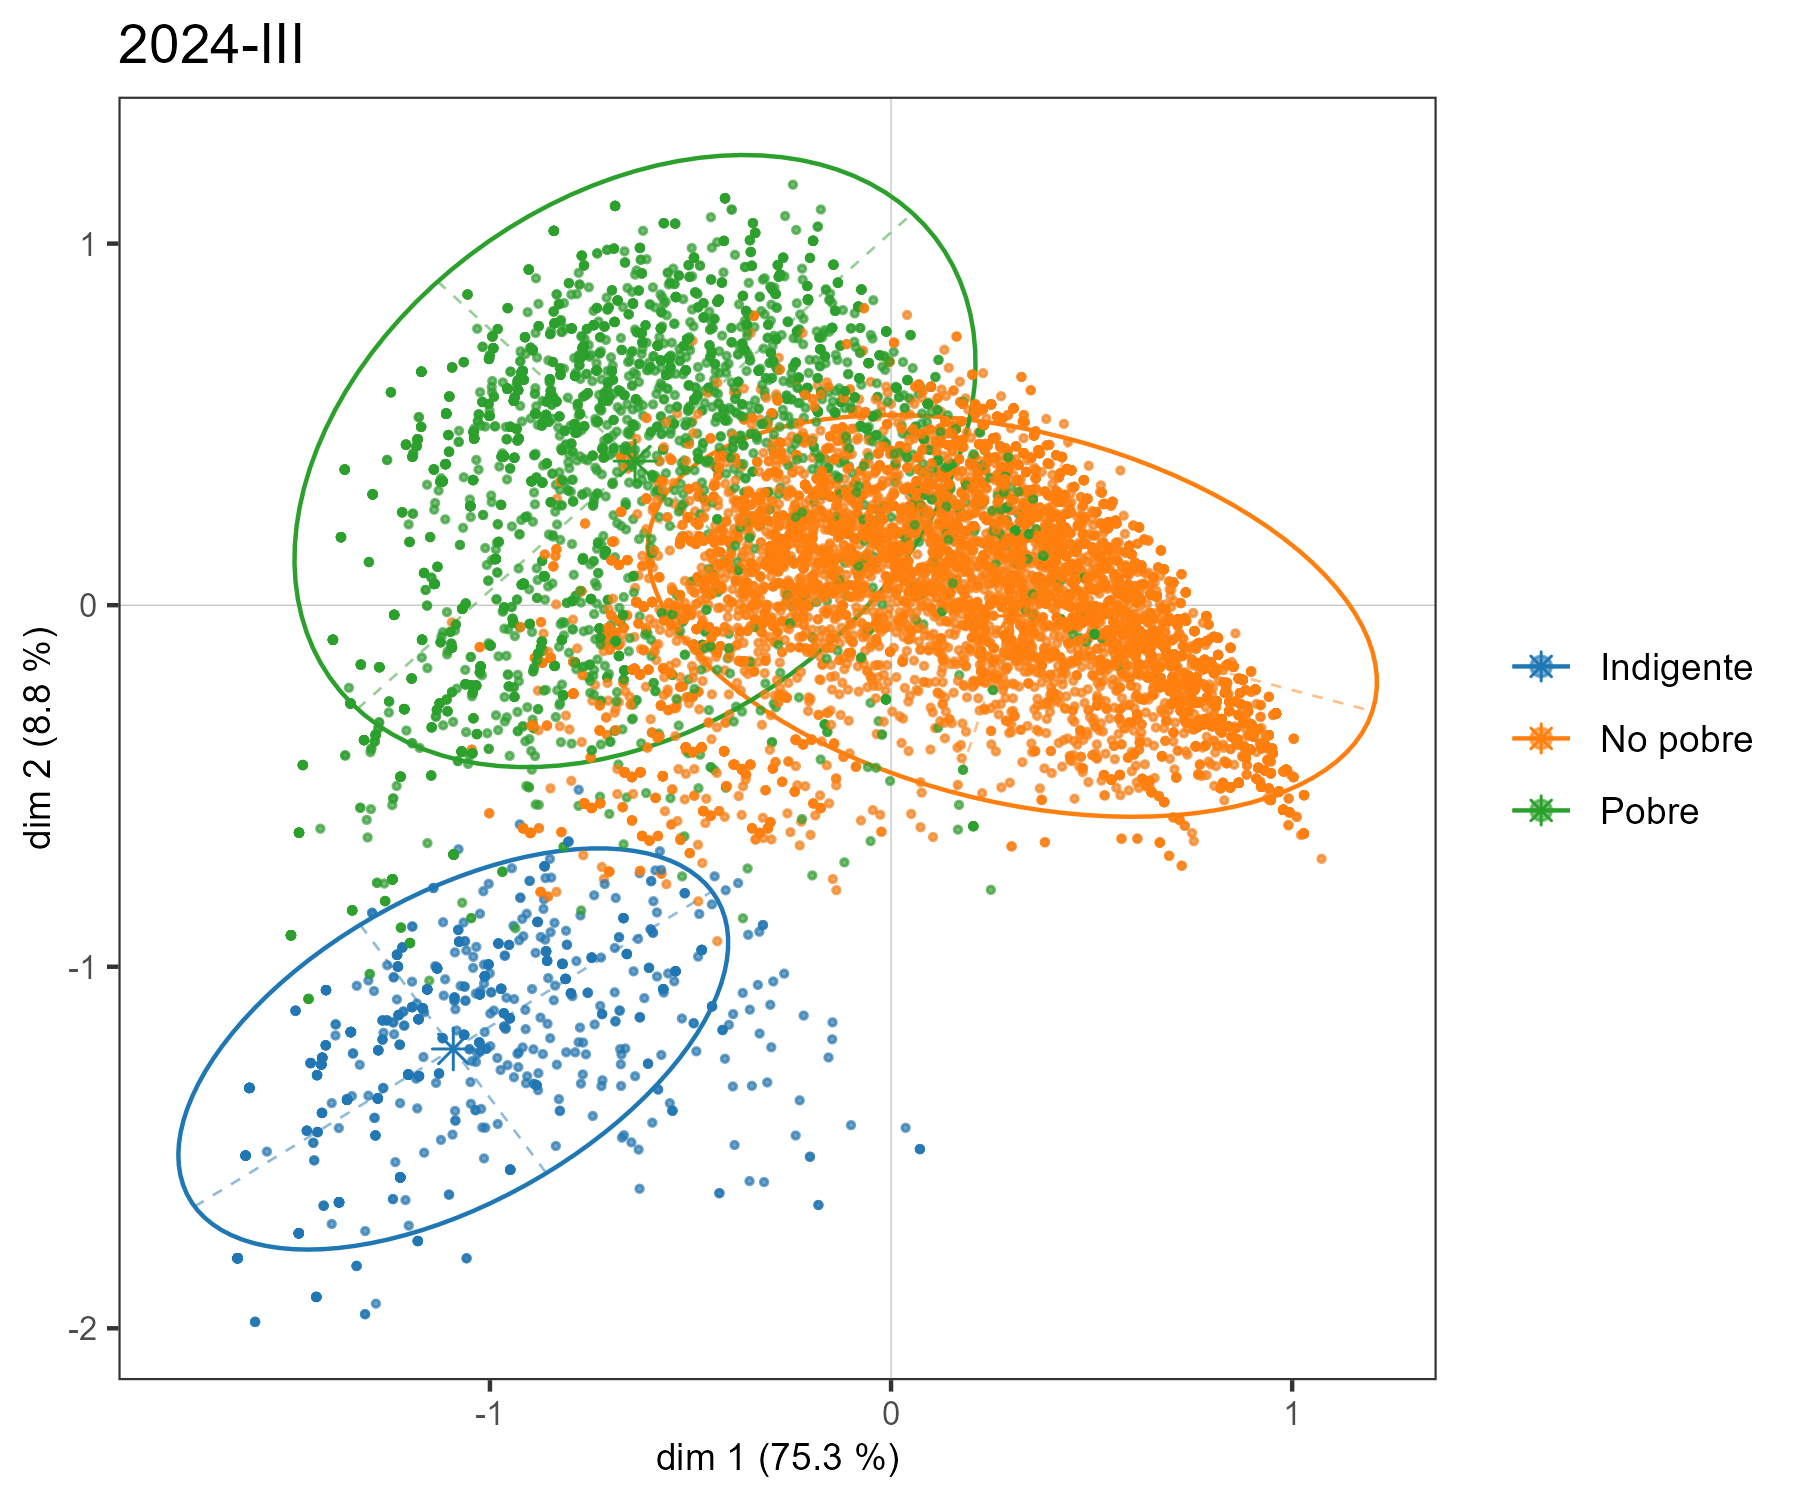 2024-III
1
0
-1
-2
dim 2 (8.8 %)
-1
0
1
dim 1 (75.3 %)
Indigente
No pobre
Pobre